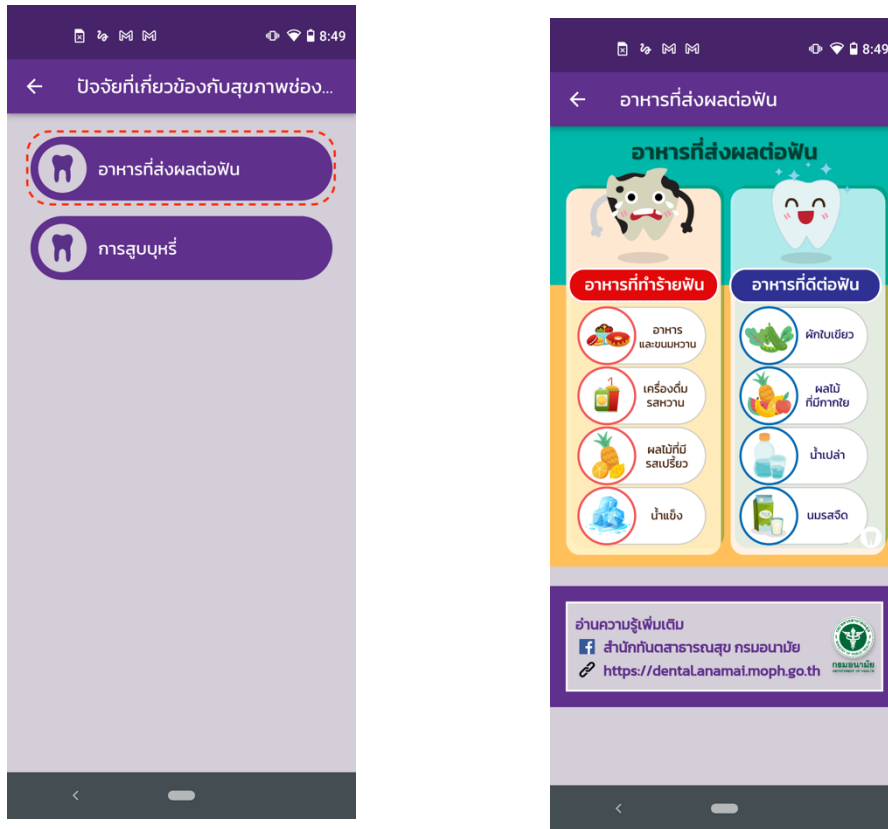 8:49
ปัจจัยที่เกี่ยวข้องกับสุขภาพช่อง...
อาหารที่ส่งผลต่อฟัน
การสูบบุหรี่
8:49
อาหารที่ส่งผลต่อฟัน
อาหารที่ส่งผลต่อฟัน
อาหารที่ทำร้ายฟัน
อาหาร
และขนมหวาน
เครื่องดื่ม
รสหวาน
ผลไม้ที่มี
รสเปรี้ยว
น้ำแข็ง
อาหารที่ดีต่อฟัน
ผักใบเขียว
ผลไม้
ที่มีกากใย
น้ำเปล่า
นมรสจืด
อ่านความรู้เพิ่มเติม
สำนักทันตสาธารณสุข กรมอนามัย
https://dental.anamai.moph.go.th
กรมอนามัย